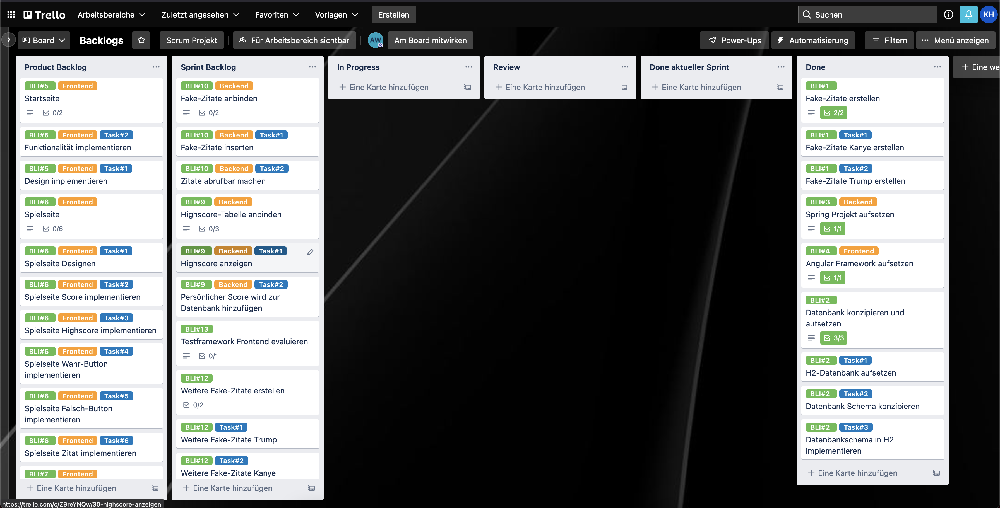 Trello
Arbeitsbereiche
Zuletzt angesehen
Favoriten
Vorlagen
Erstellen
Suchen
KH
Board
Backlogs
Scrum Projekt
Für Arbeitsbereich sichtbar
AW
Am Board mitwirken
Power-Ups
Automatisierung
Filtern
Menü anzeigen
Product Backlog
BLI#5 Frontend
Startseite
0/2
BLI#5 Frontend Task#2
Funktionalität implementieren
BLI#5 Frontend Task#1
Design implementieren
BLI#6 Frontend
Spielseite
0/6
BLI#6 Frontend Task#1
Spielseite Designen
BLI#6 Frontend Task#2
Spielseite Score implementieren
BLI#6 Frontend Task#3
Spielseite Highscore implementieren
BLI#6 Frontend Task#4
Spielseite Wahr-Button
implementieren
BLI#6 Frontend Task#5
Spielseite Falsch-Button
implementieren
BLI#6 Frontend Task#6
Spielseite Zitat implementieren
BLI#7 Frontend
+ Eine Karte hinzufügen
Sprint Backlog
BLI#10 Backend
Fake-Zitate anbinden
0/2
BLI#10 Backend Task#1
Fake-Zitate inserten
BLI#10 Backend Task#2
Zitate abrufbar machen
BLI#9 Backend
Highscore-Tabelle anbinden
0/3
BLI#9 Backend Task#1
Highscore anzeigen
BLI#9 Backend Task#2
Persönlicher Score wird zur
Datenbank hinzufügen
BLI#13
Testframework Frontend evaluieren
0/1
BLI#12
Weitere Fake-Zitate erstellen
0/2
BLI#12 Task#1
Weitere Fake-Zitate Trump
BLI#12 Task#2
Weitere Fake-Zitate Kanye
+ Eine Karte hinzufügen
In Progress
+ Eine Karte hinzufügen
Review
+ Eine Karte hinzufügen
Done aktueller Sprint
+ Eine Karte hinzufügen
Done
BLI#1
Fake-Zitate erstellen
2/2
BLI#1 Task#1
Fake-Zitate Kanye erstellen
BLI#1 Task#2
Fake-Zitate Trump erstellen
BLI#3 Backend
Spring Projekt aufsetzen
1/1
BLI#4 Frontend
Angular Framework aufsetzen
1/1
BLI#2
Datenbank konzipieren und
aufsetzen
3/3
BLI#2 Task#1
H2-Datenbank aufsetzen
BLI#2 Task#2
Datenbank Schema konzipieren
BLI#2 Task#3
Datenbankschema in H2
implementieren
+ Eine Karte hinzufügen
+ Eine we
https://trello.com/c/Z9reYNQw/30-highscore-anzeigen